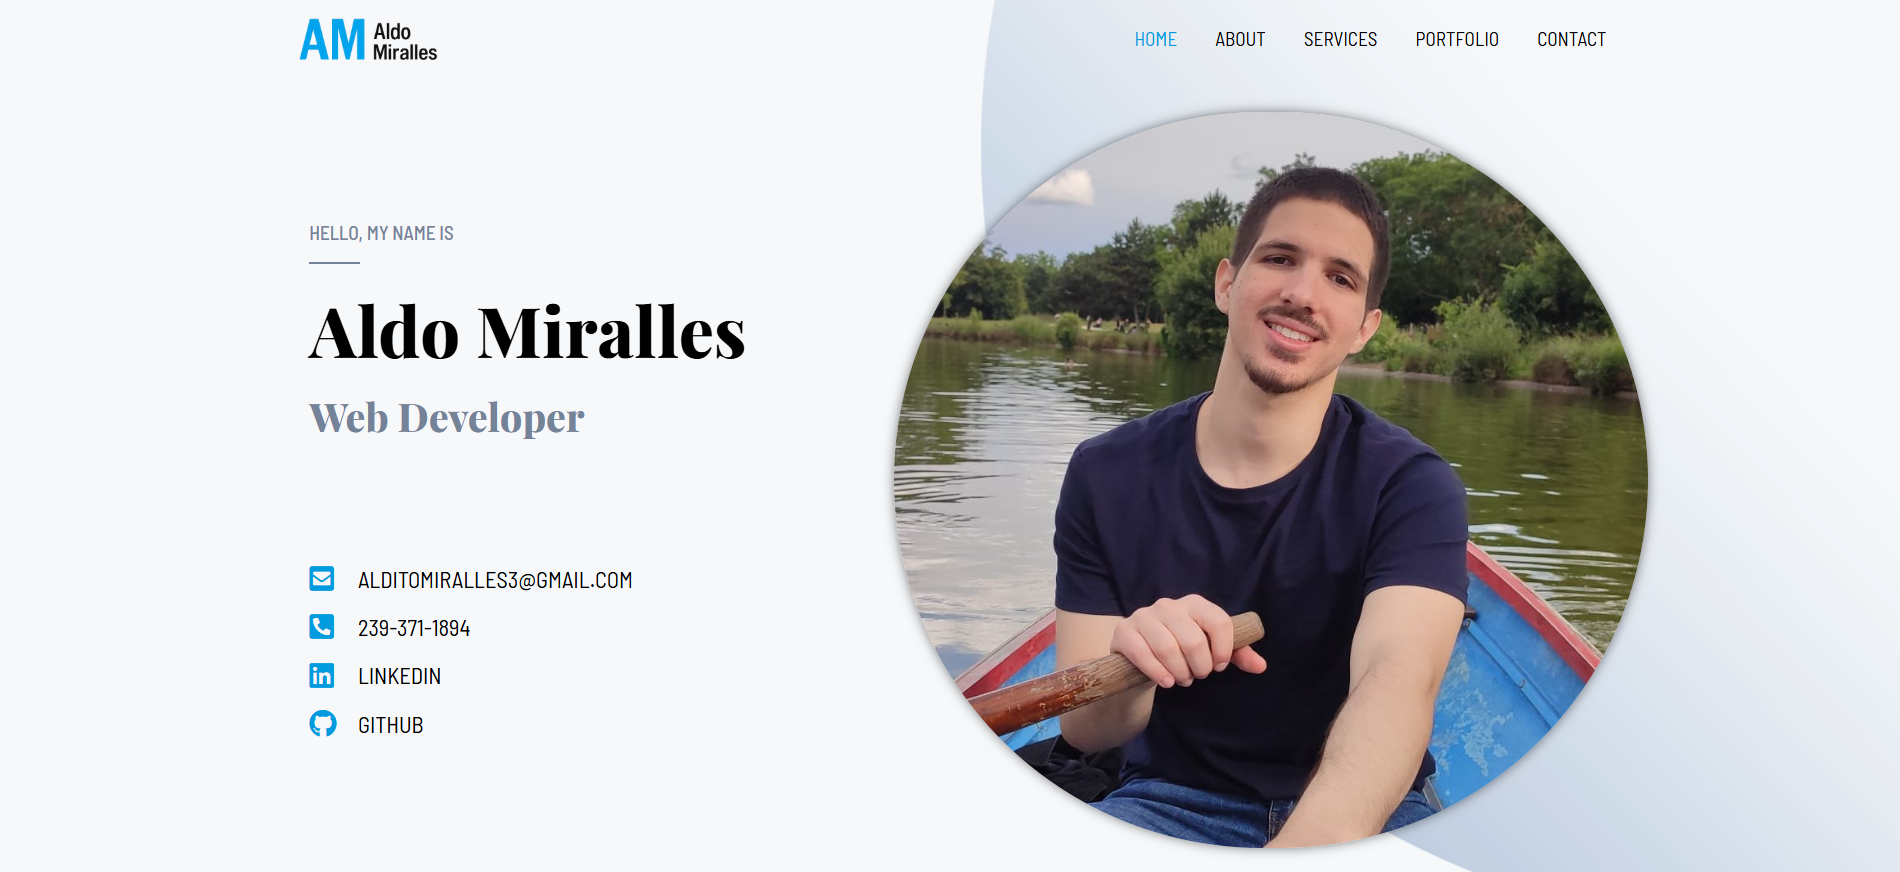 AM Aldo
Miralles
HOME ABOUT SERVICES PORTFOLIO CONTACT
HELLO, MY NAME IS
Aldo Miralles
Web Developer
ALDITOMIRALLES3@GMAIL.COM
239-371-1894
in LINKEDIN
GITHUB